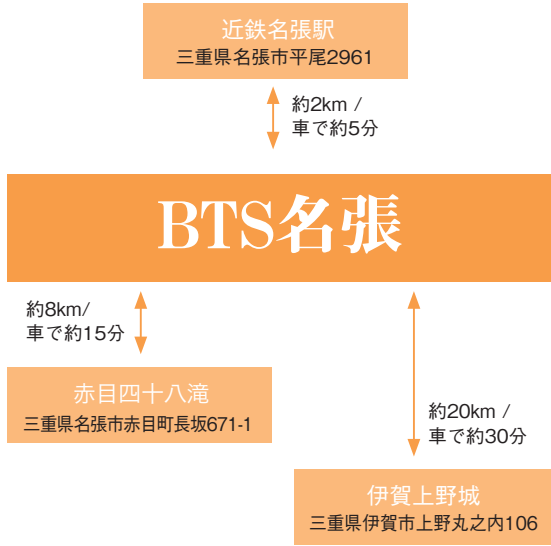 近鉄名張駅
三重県名張市平尾2961
約2km /
車で約5分
BTS名張
約8km/
車で約15分
赤目四十八滝
三重県名張市赤目町長坂671-1
約20km /
車で約30分
伊賀上野城
三重県伊賀市上野丸之内106